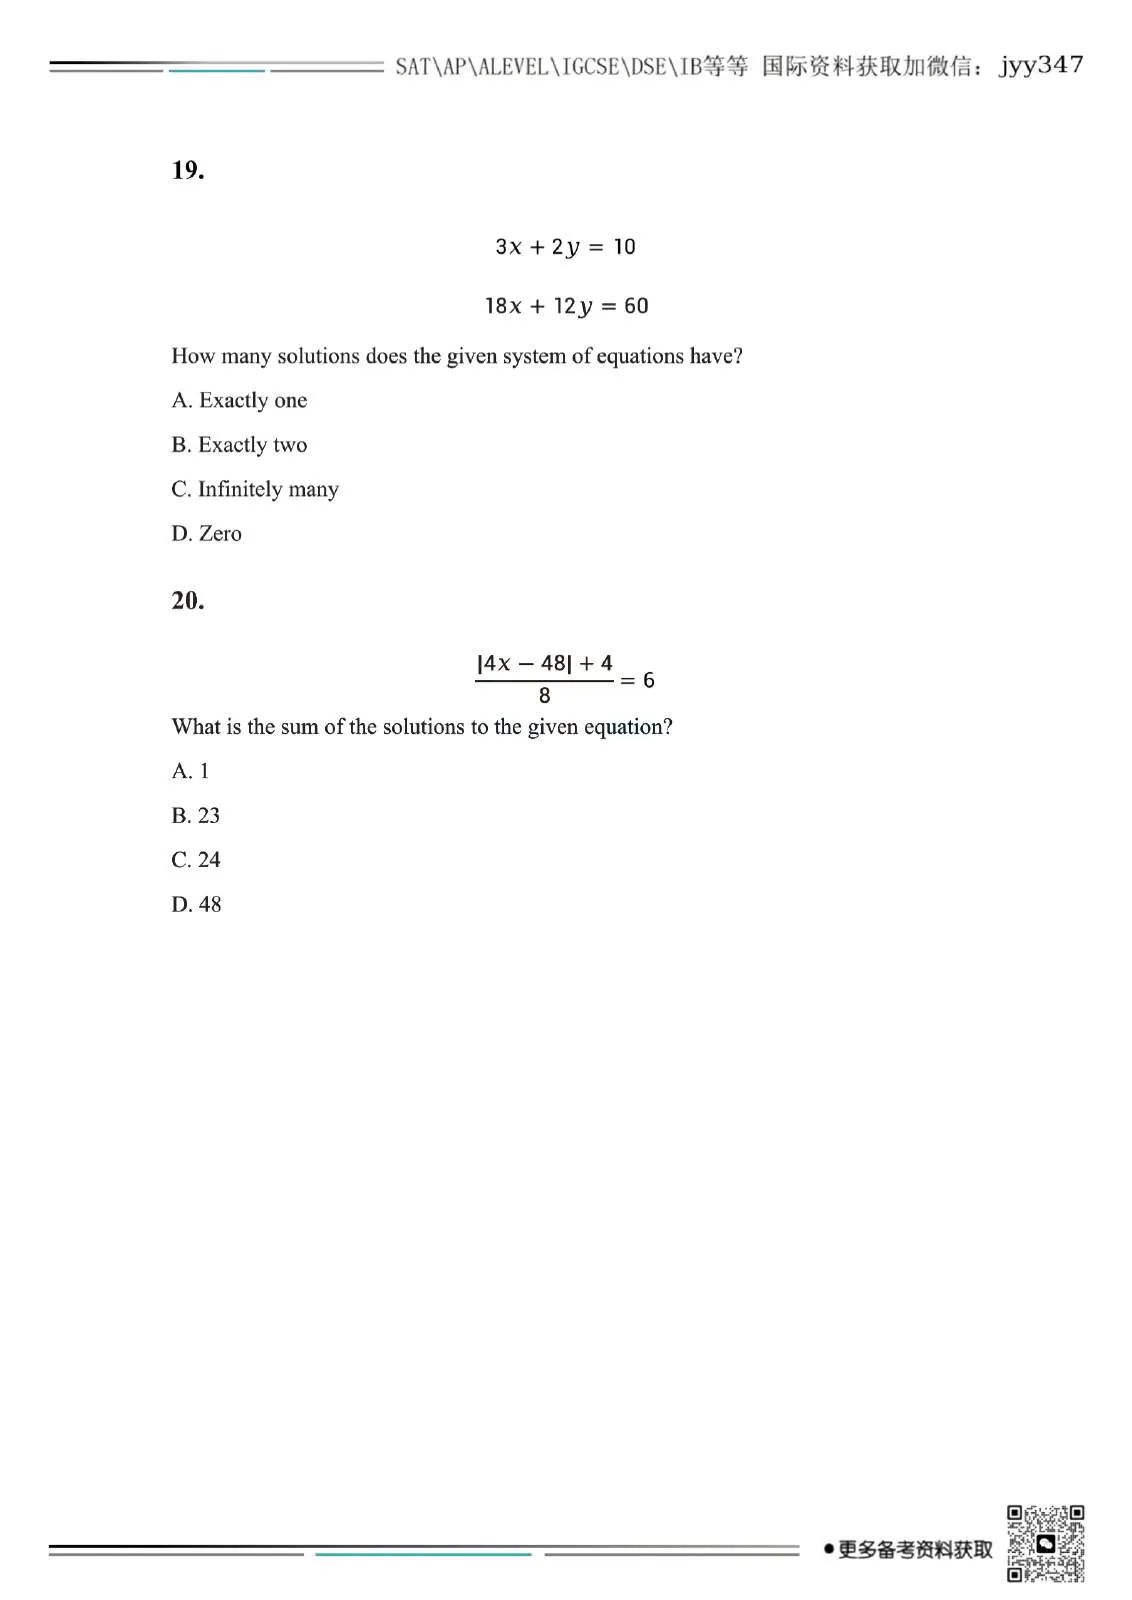 SAT\AP\ALEVEL\IGCSE\DSE\IB等等 国际资料获取加微信: jyy347
19.
3x + 2y = 10
18x + 12y = 60
How many solutions does the given system of equations have?
A. Exactly one
B. Exactly two
C. Infinitely many
D. Zero
20.
|4x − 48| + 4
8
= 6
What is the sum of the solutions to the given equation?
A. 1
B. 23
C. 24
D. 48
●更多备考资料获取